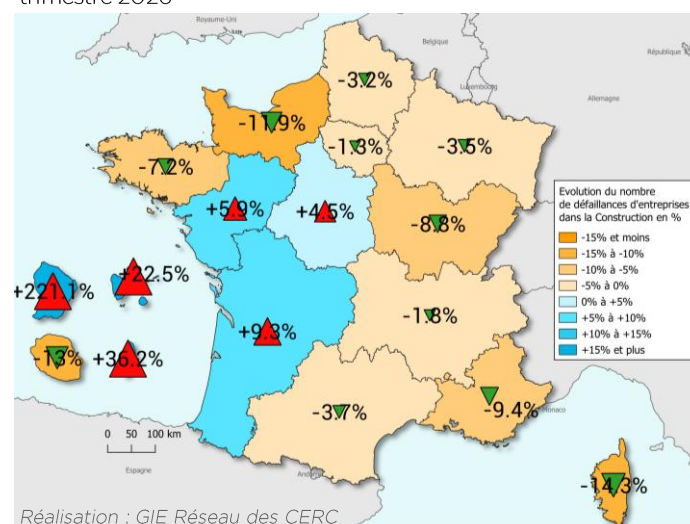 trimestre
Royaume-Uni
Belgique
République
Luxembourg
Allemagne
-3.2%
-11.9%
-1.3%
-3.5%
-7.2%
+5.9%
+4.5%
-8.8%
+22.5%
+221.1%
+9.3%
-1.8%
-13%
+36.2%
-3.7%
-9.4%
Monaco
0 50 100 km
Espagne
-14.3%
Evolution du nombre
de défaillances d'entreprises
dans la Construction en %
-15% et moins
-15% à -10%
-10% à -5%
-5% à 0%
0% à +5%
+5% à +10%
+10% à +15%
+15% et plus
Réalisation : GIE Réseau des CERC